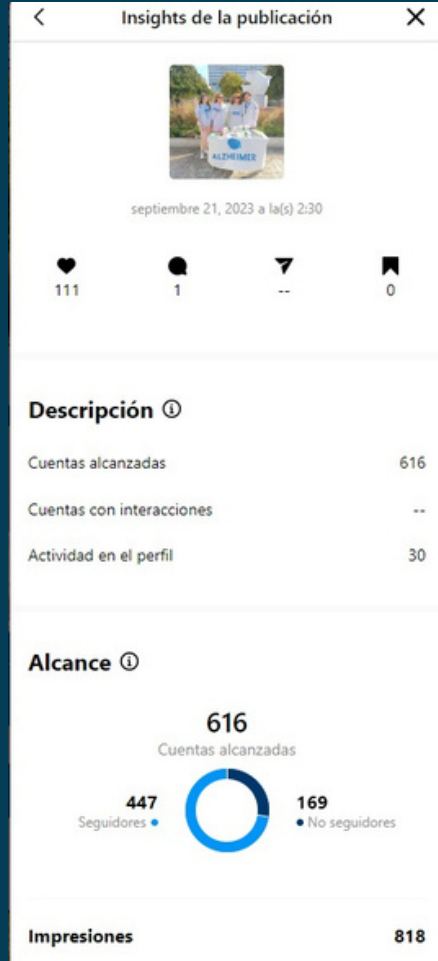 Insights de la publicación
ALZHEIMER
septiembre 21, 2023 a la(s) 2:30
111 1 -- 0
Descripción
Cuentas alcanzadas 616
Cuentas con interacciones --
Actividad en el perfil 30
Alcance
616
Cuentas alcanzadas
447 169
Seguidores No seguidores
Impresiones 818